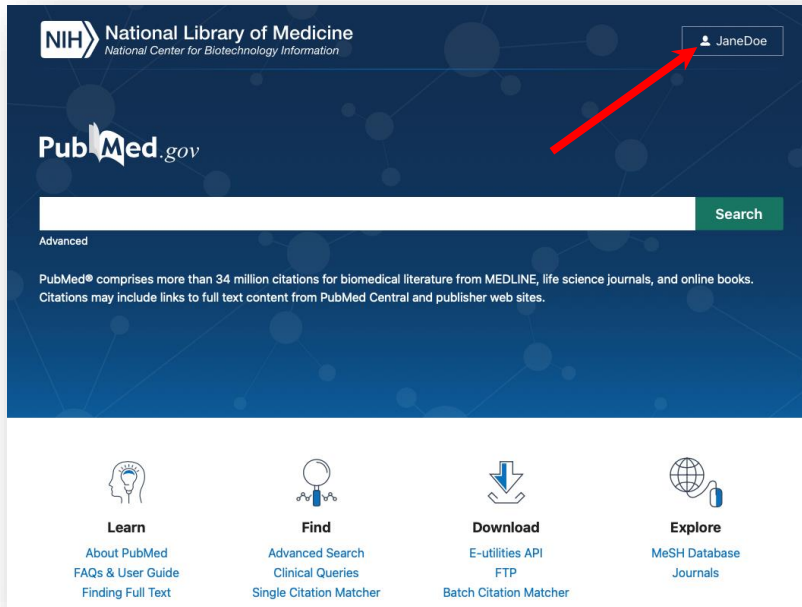 NIH National Library of Medicine
National Center for Biotechnology Information
JaneDoe
PubMed.gov
Search
Advanced
PubMed® comprises more than 34 million citations for biomedical literature from MEDLINE, life science journals, and online books.
Citations may include links to full text content from PubMed Central and publisher web sites.
Learn
About PubMed
FAQs & User Guide
Finding Full Text
Find
Advanced Search
Clinical Queries
Single Citation Matcher
Download
E-utilities API
FTP
Batch Citation Matcher
Explore
MeSH Database
Journals